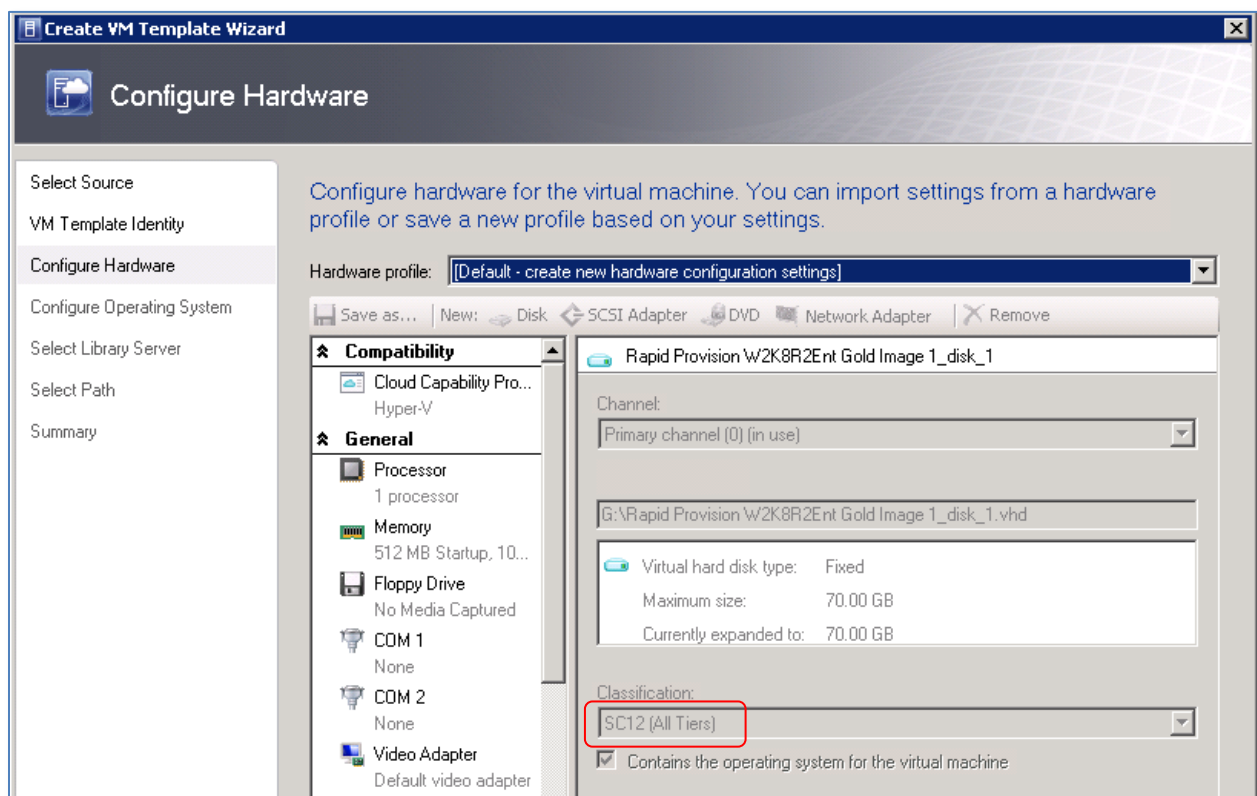 Create VM Template Wizard
Configure Hardware
Select Source
VM Template Identity
Configure Hardware
Configure Operating System
Select Library Server
Select Path
Summary
Configure hardware for the virtual machine. You can import settings from a hardware
profile or save a new profile based on your settings.
Hardware profile: [Default - create new hardware configuration settings]
Save as... New: Disk SCSI Adapter DVD Network Adapter Remove
Compatibility
Cloud Capability Pro...
Hyper-V
General
Processor
1 processor
Memory
512 MB Startup, 10...
Floppy Drive
No Media Captured
COM 1
None
COM 2
None
Video Adapter
Default video adapter
Rapid Provision W2K8R2Ent Gold Image 1_disk_1
Channel:
Primary channel (0) (in use)
G:\Rapid Provision W2K8R2Ent Gold Image 1_disk_1.vhd
Virtual hard disk type: Fixed
Maximum size: 70.00 GB
Currently expanded to: 70.00 GB
Classification:
SC12 (All Tiers)
Contains the operating system for the virtual machine